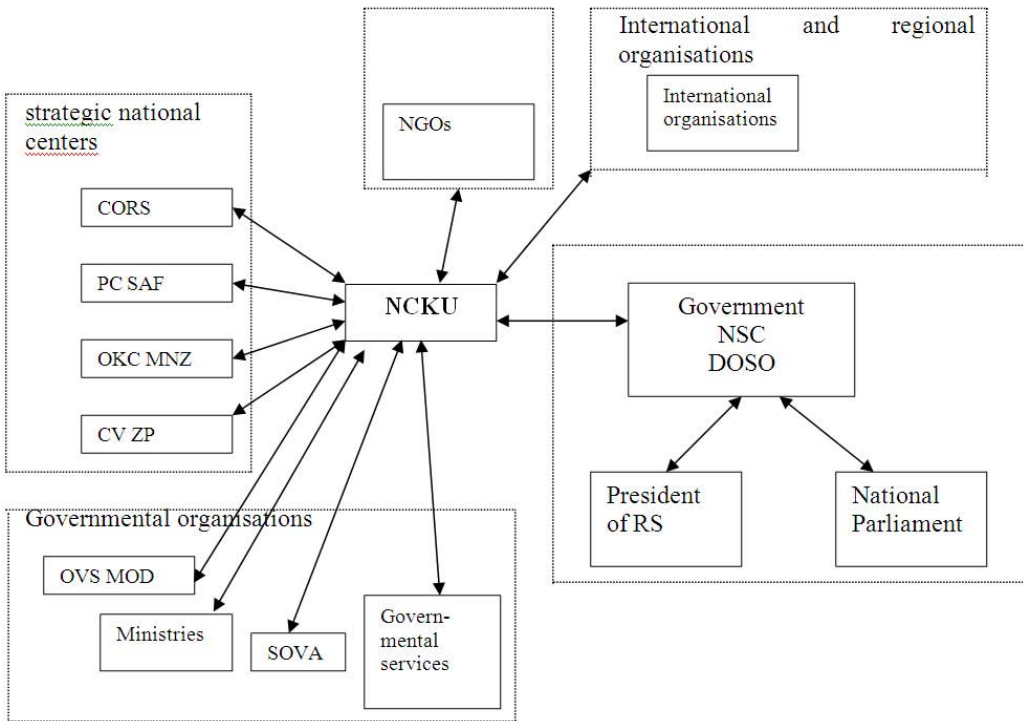 International and regional
organisations
International
organisations
NGOs
strategic national
centers
CORS
PC SAF
OKC MNZ
CV ZP
NCKU
Government
NSC
DOSO
President
of RS
National
Parliament
Governmental organisations
OVS MOD
Ministries
SOVA
Govern-
mental
services